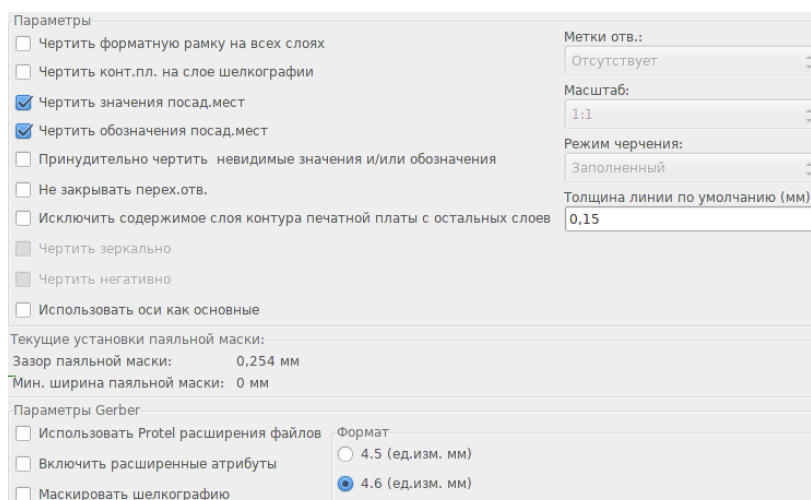 Параметры
Чертить форматную рамку на всех слоях
Чертить конт.пл. на слое шелкографии
Чертить значения посад.мест
Чертить обозначения посад.мест
Принудительно чертить невидимые значения и/или обозначения
Не закрывать перех.отв.
Исключить содержимое слоя контура печатной платы с остальных слоев
Чертить зеркально
Чертить негативно
Использовать оси как основные
Метки отв.:
Отсутствует
Масштаб:
1:1
Режим черчения:
Заполненный
Толщина линии по умолчанию (мм)
0,15
Текущие установки паяльной маски:
Зазор паяльной маски: 0,254 мм
Мин. ширина паяльной маски: 0 мм
Параметры Gerber
Использовать Protel расширения файлов
Включить расширенные атрибуты
Маскировать шелкографию
Формат
4.5 (ед.изм. мм)
4.6 (ед.изм. мм)